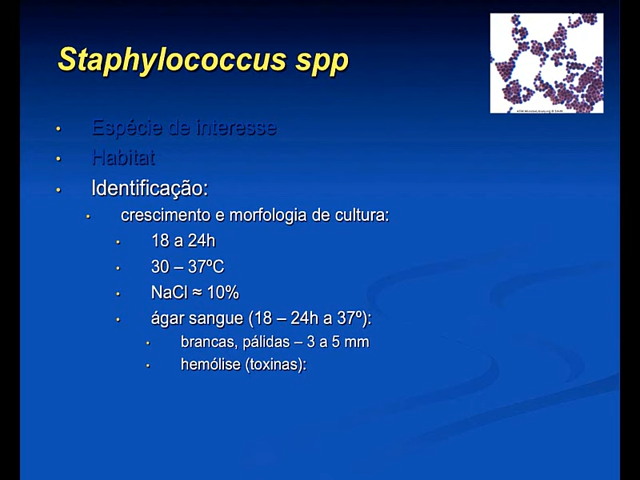 Staphylococcus spp
• Espécie de interesse
• Habitat
• Identificação:
• crescimento e morfologia de cultura:
• 18 a 24h
• 30 – 37ºC
• NaCl ≈ 10%
• ágar sangue (18 – 24h a 37º):
• brancas, pálidas – 3 a 5 mm
• hemólise (toxinas):